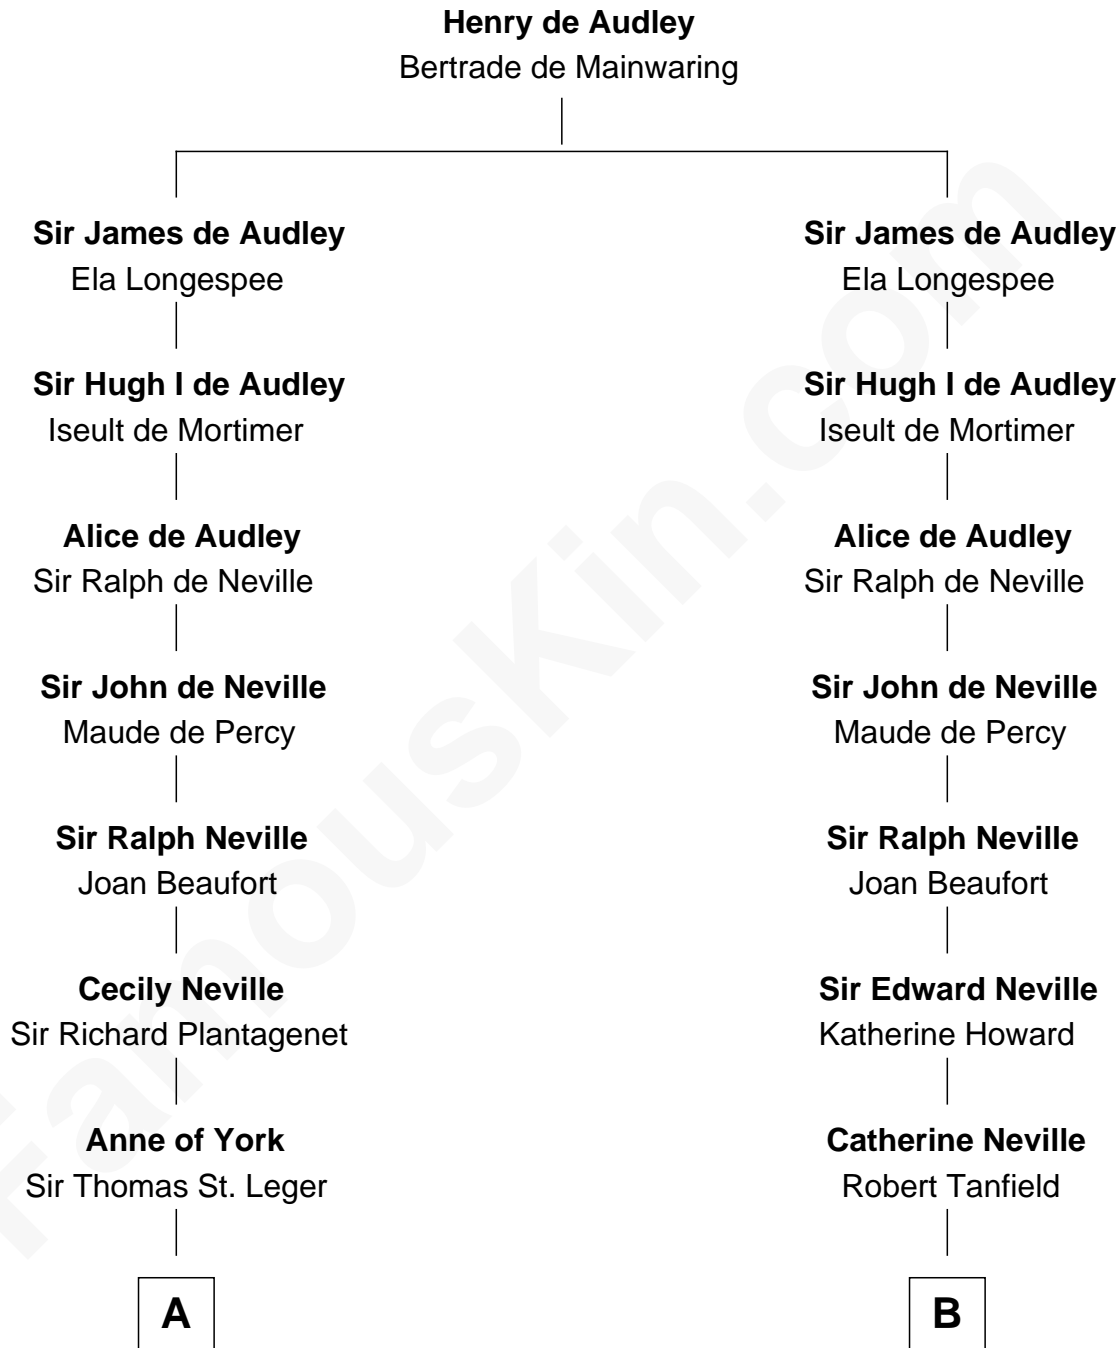 Henry de Audley
Bertrade de Mainwaring
Sir James de Audley
Ela Longespee
Sir James de Audley
Ela Longespee
Sir Hugh I de Audley
Iseult de Mortimer
Sir Hugh I de Audley
Iseult de Mortimer
Alice de Audley
Sir Ralph de Neville
Alice de Audley
Sir Ralph de Neville
Sir John de Neville
Maude de Percy
Sir John de Neville
Maude de Percy
Sir Ralph Neville
Joan Beaufort
Sir Ralph Neville
Joan Beaufort
Cecily Neville
Sir Richard Plantagenet
Sir Edward Neville
Katherine Howard
Anne of York
Sir Thomas St. Leger
Catherine Neville
Robert Tanfield
A
B
FamousKin.com